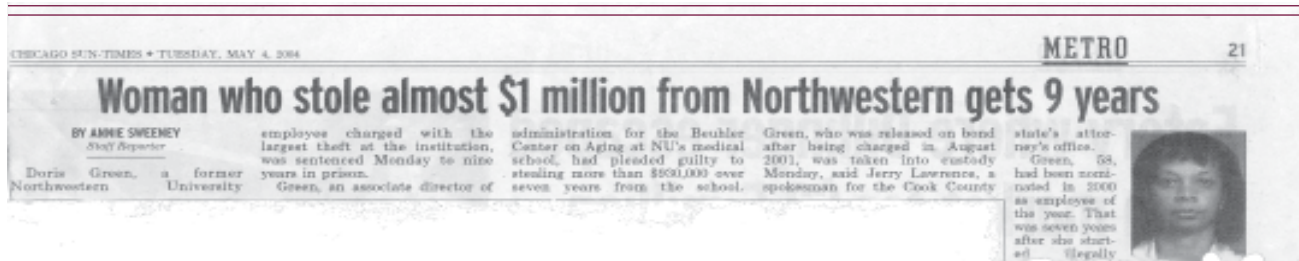 CHICAGO SUN-TIMES ★ TUESDAY, MAY 4, 2004
METRO
21
Woman who stole almost $1 million from Northwestern gets 9 years
BY ANNIE SWEENEY
Staff Reporter
Doris Green, a former
Northwestern University
employee charged with the
largest theft at the institution,
was sentenced Monday to nine
years in prison.
Green, an associate director of
administration for the Beuhler
Center on Aging at NU's medical
school, had pleaded guilty to
stealing more than $930,000 over
seven years from the school.
Green, who was released on bond
after being charged in August
2001, was taken into custody
Monday, said Jerry Lawrence, a
spokesman for the Cook County
state's attor-
ney's office.
Green, 58,
had been nomi-
nated in 2000
as employee of
the year. That
was seven years
after she start-
ed illegally